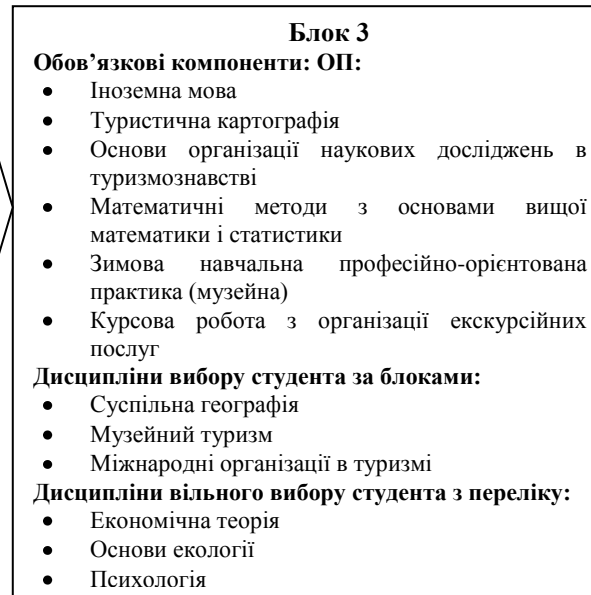 Блок 3
Обов’язкові компоненти: ОП:
• Іноземна мова
• Туристична картографія
• Основи організації наукових досліджень в
туризмознавстві
• Математичні методи з основами вищої
математики і статистики
• Зимова навчальна професійно-орієнтована
практика (музейна)
• Курсова робота з організації екскурсійних
послуг
Дисципліни вибору студента за блоками:
• Суспільна географія
• Музейний туризм
• Міжнародні організації в туризмі
Дисципліни вільного вибору студента з переліку:
• Економічна теорія
• Основи екології
• Психологія